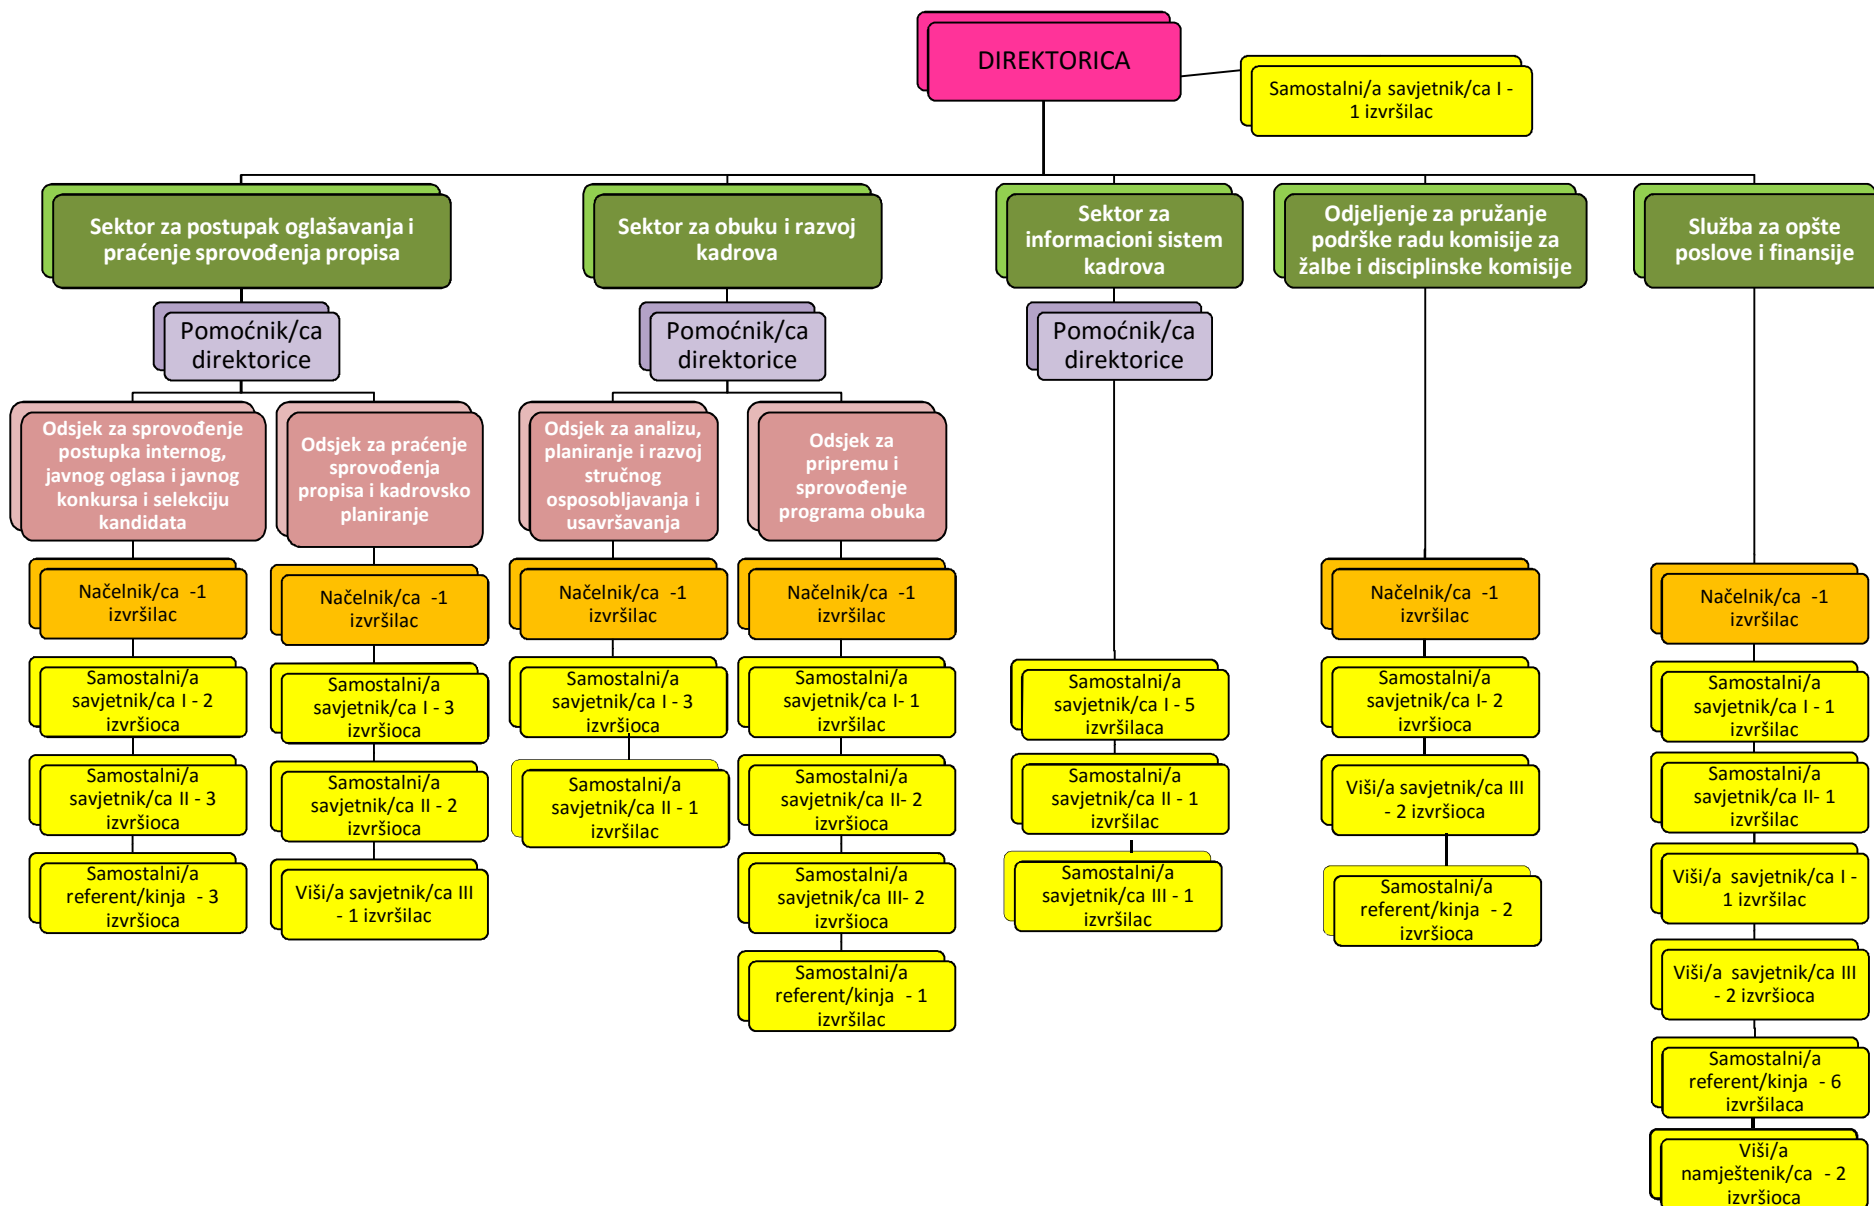 DIREKTORICA
Samostalni/a savjetnik/ca I -
1 izvršilac
Sektor za postupak oglašavanja i
praćenje sprovođenja propisa
Sektor za obuku i razvoj
kadrova
Sektor za
informacioni sistem
kadrova
Odjeljenje za pružanje
podrške radu komisije za
žalbe i disciplinske komisije
Služba za opšte
poslove i finansije
Pomoćnik/ca
direktorice
Pomoćnik/ca
direktorice
Pomoćnik/ca
direktorice
Odsjek za sprovođenje
postupka internog,
javnog oglasa i javnog
konkursa i selekciju
kandidata
Odsjek za praćenje
sprovođenja
propisa i kadrovsko
planiranje
Odsjek za analizu,
planiranje i razvoj
stručnog
osposobljavanja i
usavršavanja
Odsjek za
pripremu i
sprovođenje
programa obuka
Načelnik/ca -1
izvršilac
Samostalni/a
savjetnik/ca I - 2
izvršioca
Samostalni/a
savjetnik/ca II - 3
izvršioca
Samostalni/a
referent/kinja - 3
izvršioca
Načelnik/ca -1
izvršilac
Samostalni/a
savjetnik/ca I - 3
izvršioca
Samostalni/a
savjetnik/ca II - 2
izvršioca
Viši/a savjetnik/ca III
- 1 izvršilac
Načelnik/ca -1
izvršilac
Samostalni/a
savjetnik/ca I - 3
izvršioca
Samostalni/a
savjetnik/ca II - 1
izvršilac
Načelnik/ca -1
izvršilac
Samostalni/a
savjetnik/ca I- 1
izvršilac
Samostalni/a
savjetnik/ca II- 2
izvršioca
Samostalni/a
savjetnik/ca III- 2
izvršioca
Samostalni/a
referent/kinja - 1
izvršilac
Samostalni/a
savjetnik/ca I - 5
izvršilaca
Samostalni/a
savjetnik/ca II - 1
izvršilac
Samostalni/a
savjetnik/ca III - 1
izvršilac
Načelnik/ca -1
izvršilac
Samostalni/a
savjetnik/ca I- 2
izvršioca
Viši/a savjetnik/ca III
- 2 izvršioca
Samostalni/a
referent/kinja - 2
izvršioca
Načelnik/ca -1
izvršilac
Samostalni/a
savjetnik/ca I - 1
izvršilac
Samostalni/a
savjetnik/ca II- 1
izvršilac
Viši/a savjetnik/ca I -
1 izvršilac
Viši/a savjetnik/ca III
- 2 izvršioca
Samostalni/a
referent/kinja - 6
izvršilaca
Viši/a
namještenik/ca - 2
izvršioca